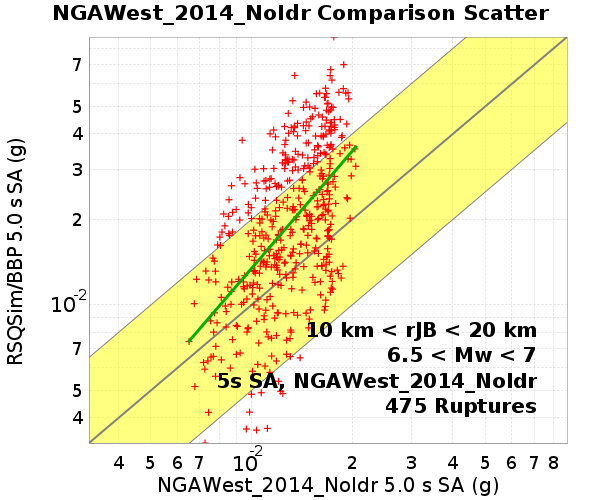 NGAWest_2014_NoIdr Comparison Scatter
RSQSim/BBP 5.0 s SA (g)
7
5
4
3
2
10-2
7
5
4
10 km < rJB < 20 km
6.5 < Mw < 7
5s SA, NGAWest_2014_NoIdr
475 Ruptures
4 5 6 7 10-2 2 3 4 5 6 7 8
NGAWest_2014_NoIdr 5.0 s SA (g)